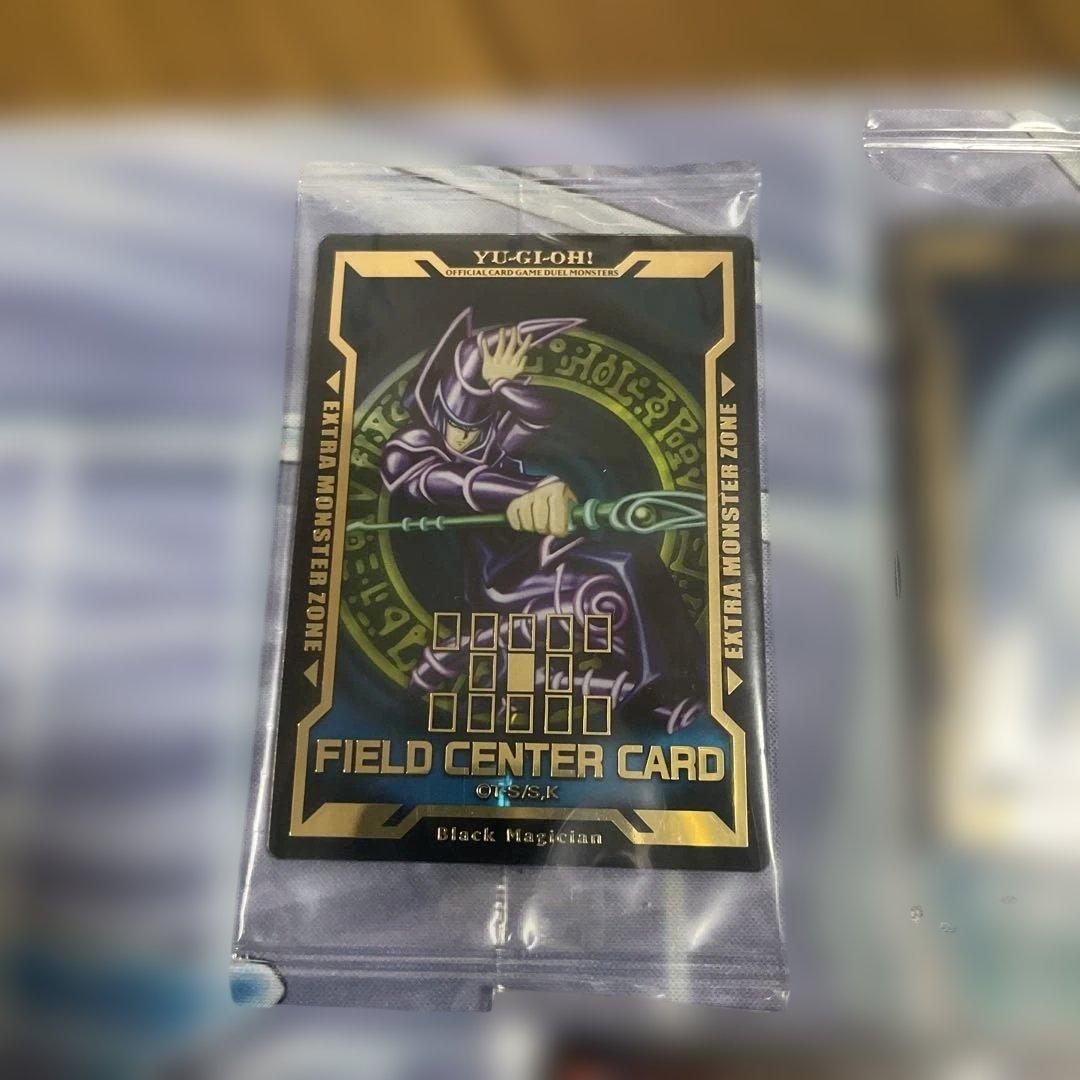 YU-GI-OH!
OFFICIAL CARD GAME DUEL MONSTERS
EXTRA MONSTER ZONE
EXTRA MONSTER ZONE
FIELD CENTER CARD
©T-S/S,K
Black Magician